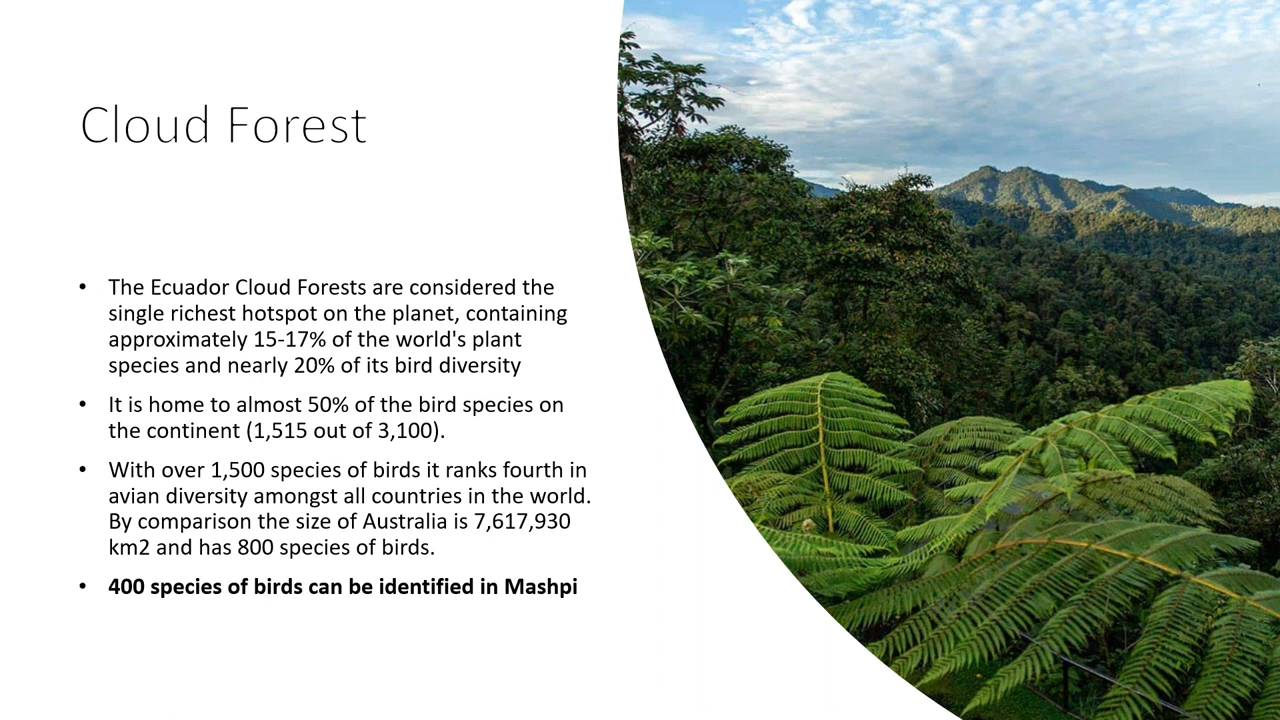 Cloud Forest
• The Ecuador Cloud Forests are considered the
single richest hotspot on the planet, containing
approximately 15-17% of the world's plant
species and nearly 20% of its bird diversity
• It is home to almost 50% of the bird species on
the continent (1,515 out of 3,100).
• With over 1,500 species of birds it ranks fourth in
avian diversity amongst all countries in the world.
By comparison the size of Australia is 7,617,930
km2 and has 800 species of birds.
• 400 species of birds can be identified in Mashpi